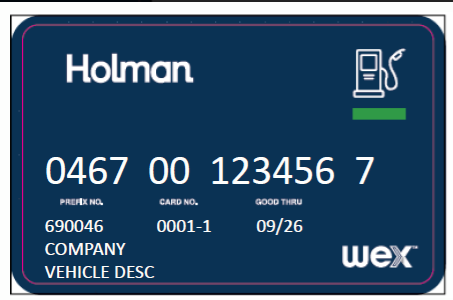 Holman
0467 00 123456 7
PREFIX NO. CARD NO. GOOD THRU
690046 0001-1 09/26
COMPANY
VEHICLE DESC
wex™